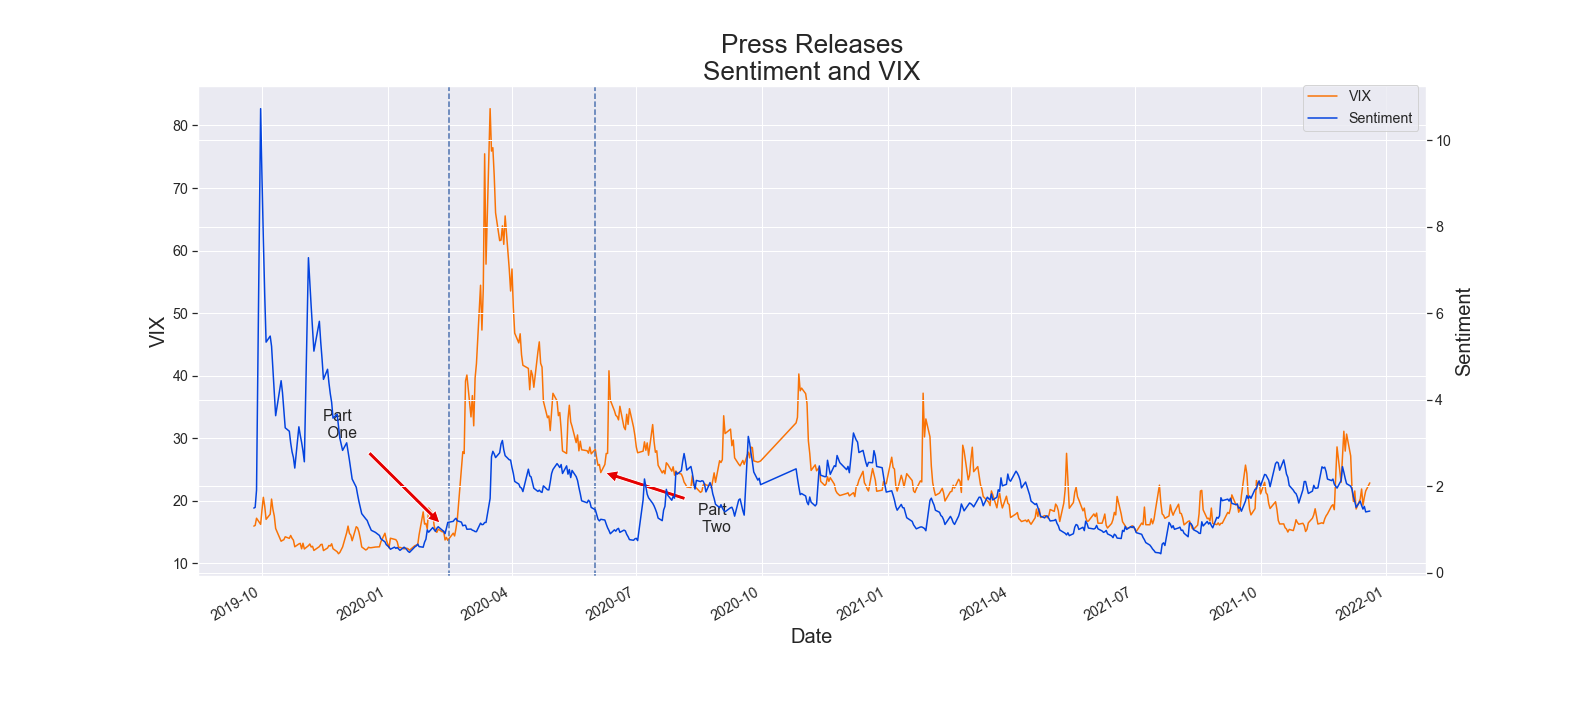 Press Releases
Sentiment and VIX
VIX
Sentiment
80
70
60
50
40
30
20
10
VIX
10
8
6
4
2
0
Sentiment
Part
One
Part
Two
2019-10
2020-01
2020-04
2020-07
2020-10
2021-01
2021-04
2021-07
2021-10
2022-01
Date